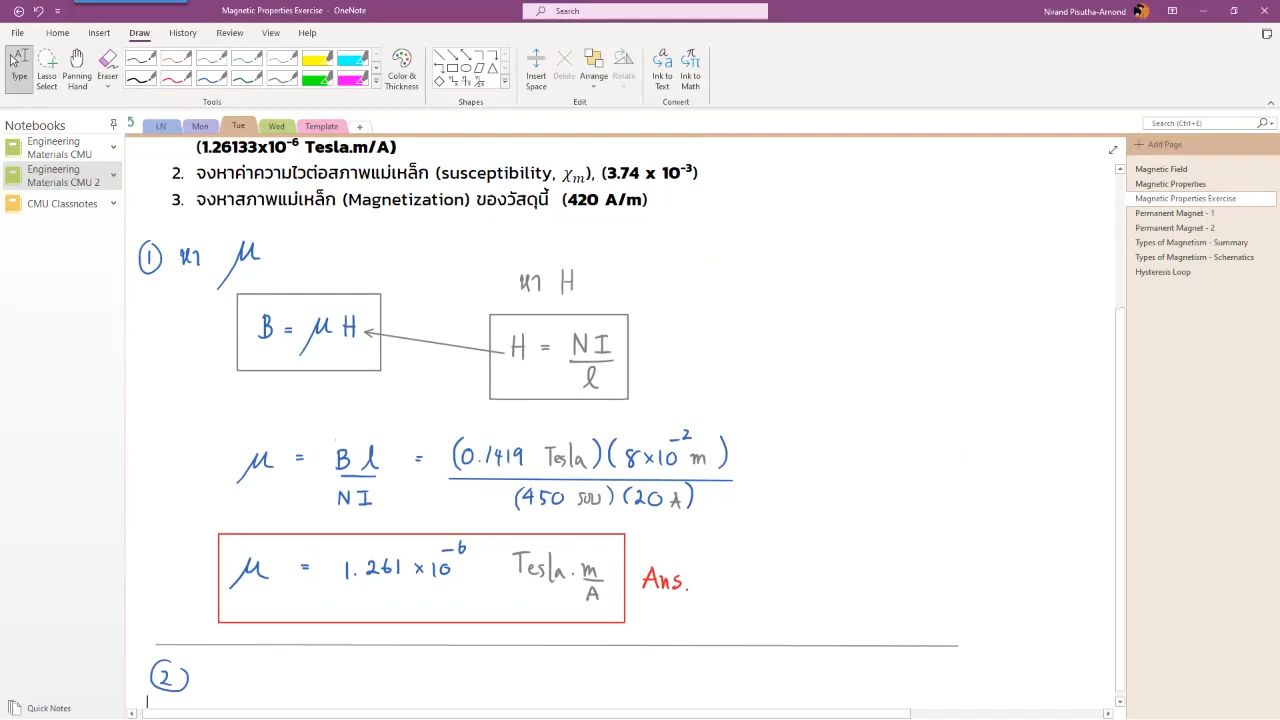 Magnetic Properties Exercise - OneNote
Search
Nirand Pisutha-Arnond
File Home Insert Draw History Review View Help
Type
Lasso Select
Panning Hand
Eraser
Color & Thickness
Insert Space
Delete
Arrange
Rotate
Ink to Text
Ink to Math
Tools
Shapes
Edit
Convert
Notebooks
5
LN
Mon
Tue
Wed
Template
+
Search (Ctrl+E)
Engineering Materials CMU
Engineering Materials CMU 2
CMU Classnotes
Quick Notes
(1.26133x10⁻⁶ Tesla.m/A)
2. จงหาค่าความไวต่อสภาพแม่เหล็ก (susceptibility, χₘ), (3.74 x 10⁻³)
3. จงหาสภาพแม่เหล็ก (Magnetization) ของวัสดุนี้ (420 A/m)
① หา μ
หา H
B = μ H
H = NI / l
μ = B l / NI = (0.1419 Tesla)(8×10⁻² m) / (450 รอบ)(20 A)
μ = 1.261 × 10⁻⁶ Tesla. m/A Ans.
②
Add Page
Magnetic Field
Magnetic Properties
Magnetic Properties Exercise
Permanent Magnet - 1
Permanent Magnet - 2
Types of Magnetism - Summary
Types of Magnetism - Schematics
Hysteresis Loop